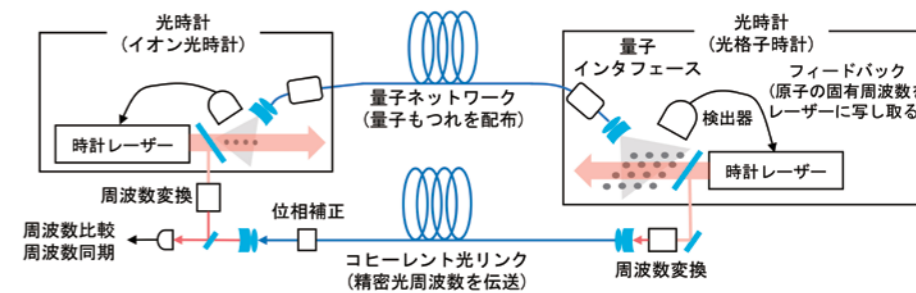 光時計
(イオン光時計)
時計レーザー
周波数変換
周波数比較
周波数同期
位相補正
量子ネットワーク
(量子もつれを配布)
コヒーレント光リンク
(精密光周波数を伝送)
光時計
(光格子時計)
量子
インタフェース
フィードバック
(原子の固有周波数を
レーザーに写し取る
検出器
時計レーザー
周波数変換